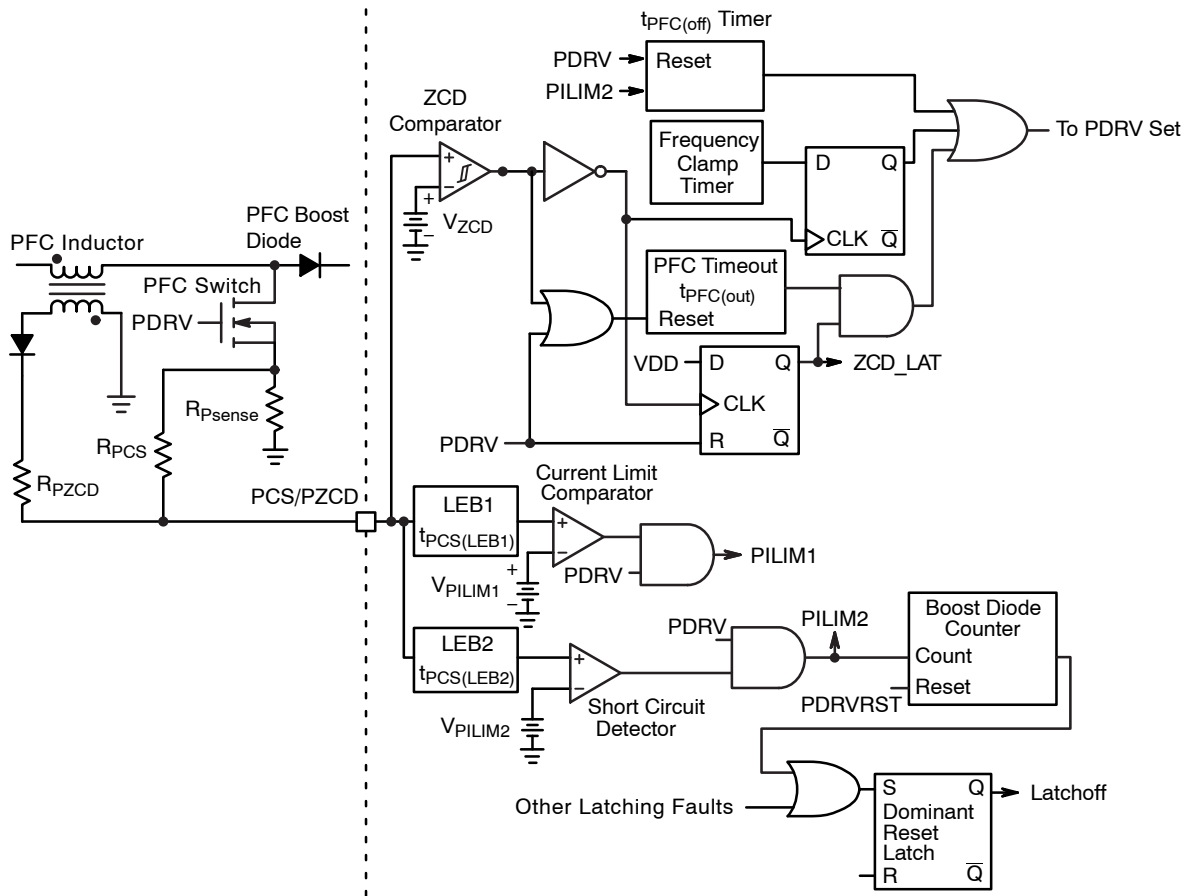 tPFC(off) Timer
PDRV
Reset
PILIM2
ZCD
Comparator
+
−
+
−
VZCD
Frequency
Clamp
Timer
D
Q
CLK
Q
To PDRV Set
PFC Inductor
PFC Boost
Diode
PFC Switch
PDRV
PFC Timeout
tPFC(out)
Reset
VDD
D
Q
ZCD_LAT
CLK
R
Q
PDRV
RPsense
RPCS
RPZCD
PCS/PZCD
LEB1
tPCS(LEB1)
Current Limit
Comparator
+
−
VPILIM1
+
−
PDRV
PILIM1
LEB2
tPCS(LEB2)
+
−
VPILIM2
Short Circuit
Detector
PDRV
PILIM2
Boost Diode
Counter
Count
Reset
PDRVRST
Other Latching Faults
S
Q
Latchoff
Dominant
Reset
Latch
R
Q